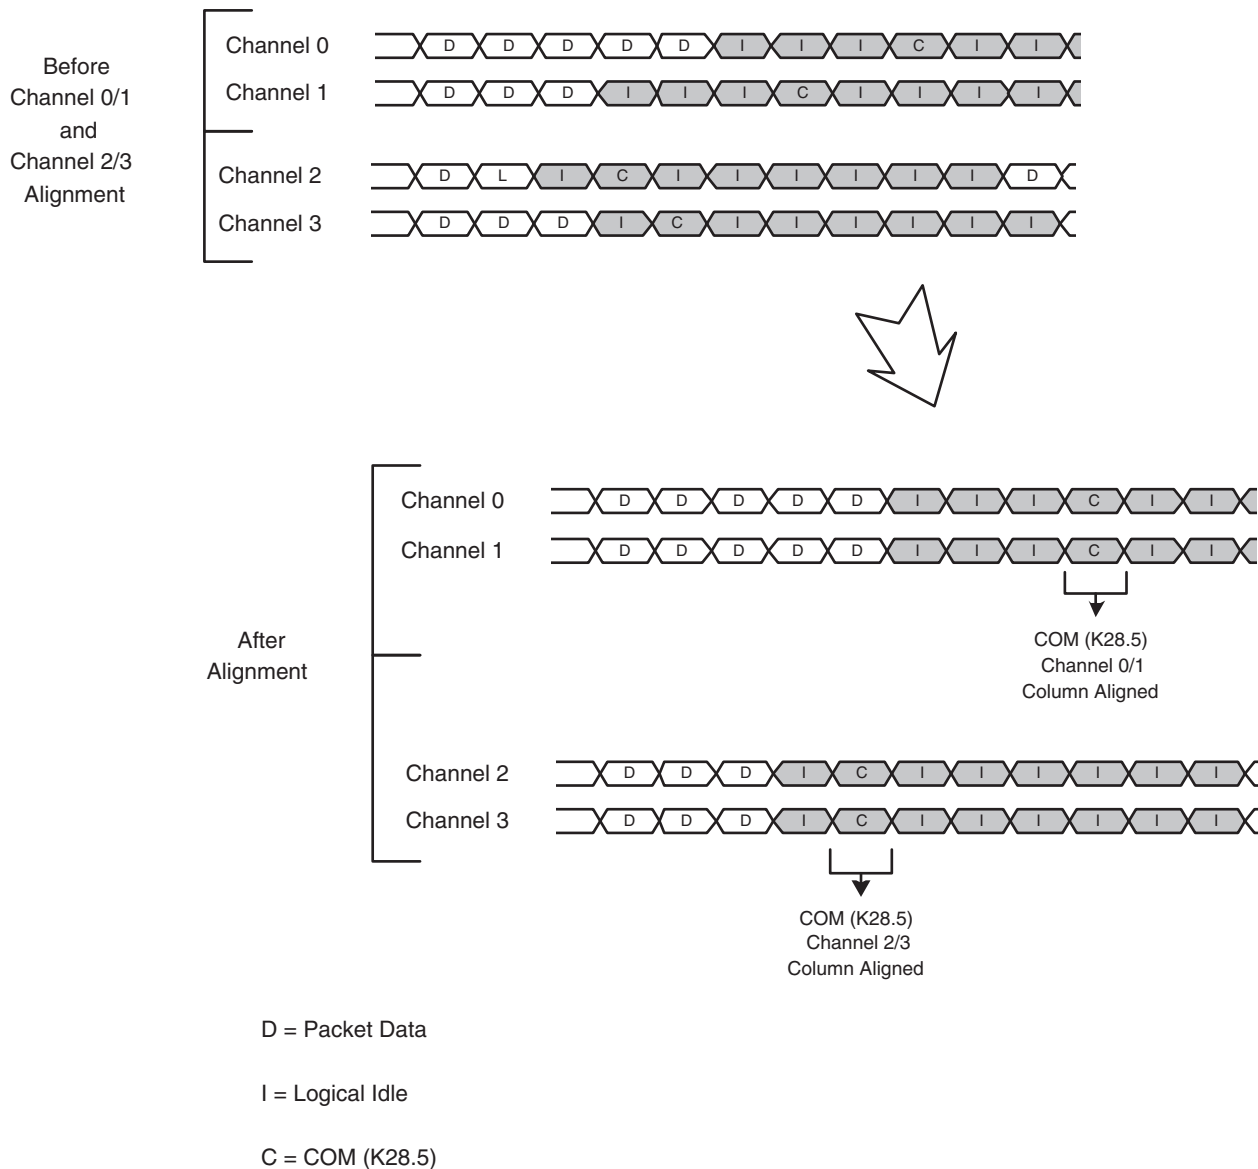 Before
Channel 0/1
and
Channel 2/3
Alignment
Channel 0 D D D D D I I I C I I
Channel 1 D D D I I I C I I I I
Channel 2 D L I C I I I I I I D
Channel 3 D D D I C I I I I I I
After
Alignment
Channel 0 D D D D D I I I C I I
Channel 1 D D D D D I I I C I I
COM (K28.5)
Channel 0/1
Column Aligned
Channel 2 D D D I C I I I I I I
Channel 3 D D D I C I I I I I I
COM (K28.5)
Channel 2/3
Column Aligned
D = Packet Data
I = Logical Idle
C = COM (K28.5)